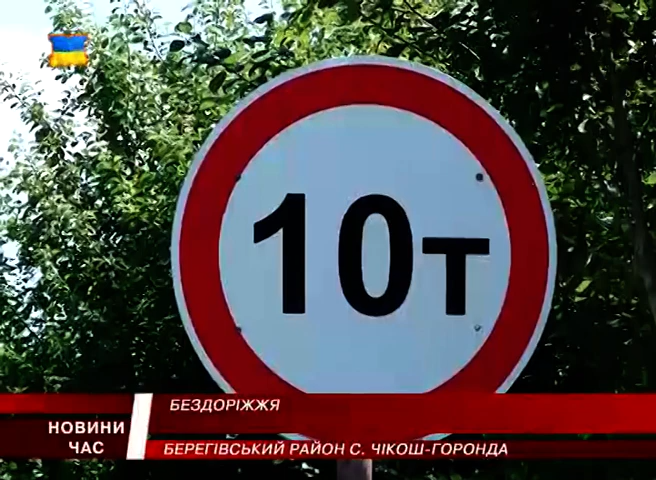 10т
БЕЗДОРІЖЖЯ
НОВИНИ
ЧАС
БЕРЕГІВСЬКИЙ РАЙОН С. ЧІКОШ-ГОРОНДА